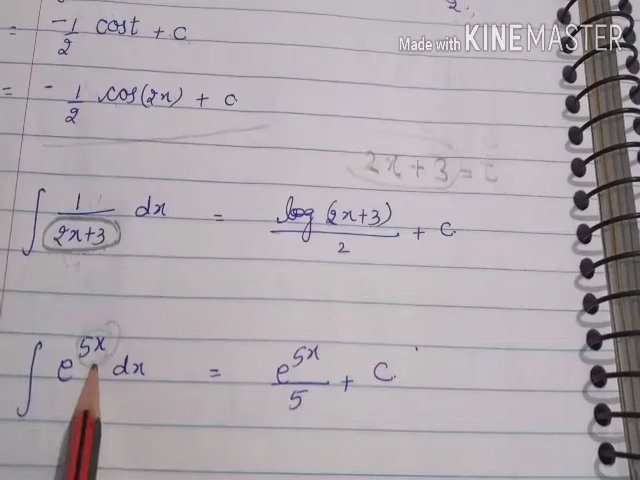 2.
= -1/2 cost + c
Made with KINEMASTER
= - 1/2 cos(2x) + c
2x + 3 = t
∫ 1/2x+3 dx = log(2x+3)/2 + c
∫ e^5x dx = e^5x/5 + c